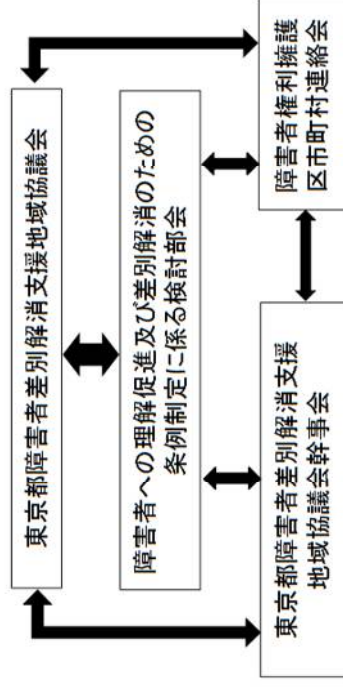 東京都障害者差別解消支援地域協議会
障害者への理解促進及び差別解消のための
条例制定に係る検討部会
東京都障害者差別解消支援
地域協議会幹事会
障害者権利擁護
区市町村連絡会